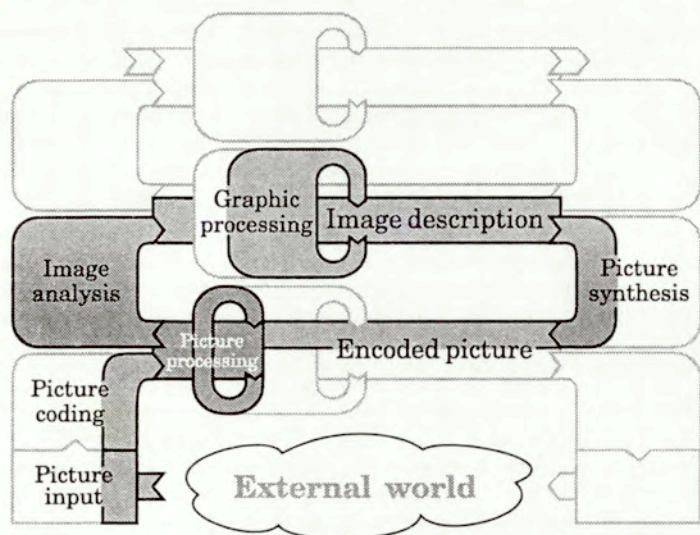 Graphic
processing
Image description
Image
analysis
Picture
synthesis
Picture
processing
Encoded picture
Picture
coding
Picture
input
External world